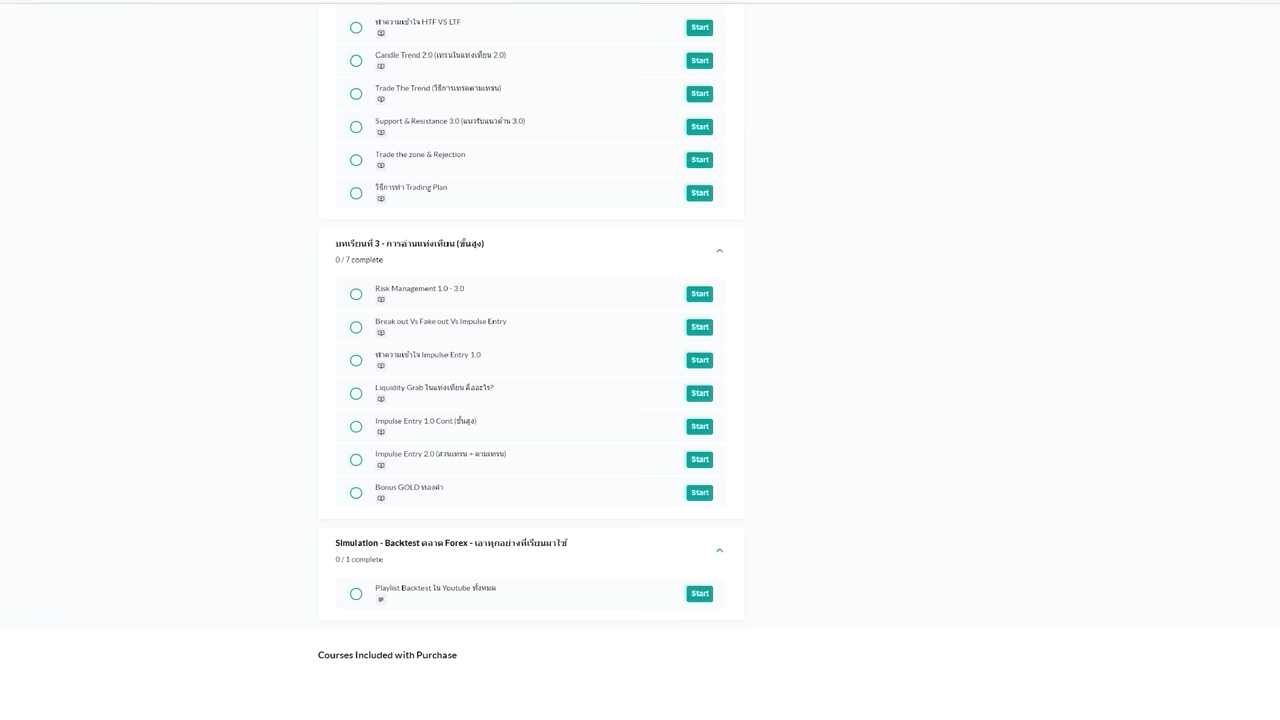 ทำความเข้าใจ HTF VS LTF
Start
Candle Trend 2.0 (เทรนในแท่งเทียน 2.0)
Start
Trade The Trend (วิธีการเทรดตามเทรน)
Start
Support & Resistance 3.0 (แนวรับแนวต้าน 3.0)
Start
Trade the zone & Rejection
Start
วิธีการทำ Trading Plan
Start
บทเรียนที่ 3 - การอ่านแท่งเทียน (ขั้นสูง)
0 / 7 complete
Risk Management 1.0 - 3.0
Start
Break out Vs Fake out Vs Impulse Entry
Start
ทำความเข้าใจ Impulse Entry 1.0
Start
Liquidity Grab ในแท่งเทียน คืออะไร?
Start
Impulse Entry 1.0 Cont (ขั้นสูง)
Start
Impulse Entry 2.0 (สวนเทรน + ตามเทรน)
Start
Bonus GOLD ทองคำ
Start
Simulation - Backtest ตลาด Forex - เอาทุกอย่างที่เรียนมาใช้
0 / 1 complete
Playlist Backtest ใน Youtube ทั้งหมด
Start
Courses Included with Purchase